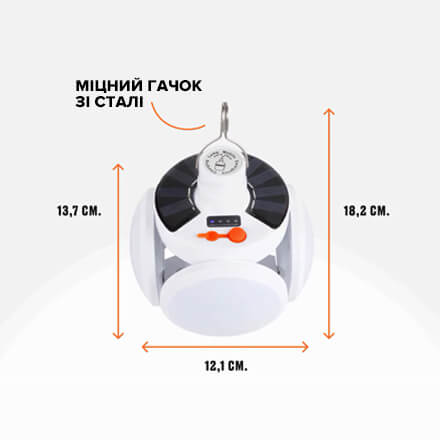 МІЦНИЙ ГАЧОК
ЗІ СТАЛІ
13,7 СМ.
18,2 СМ.
12,1 СМ.